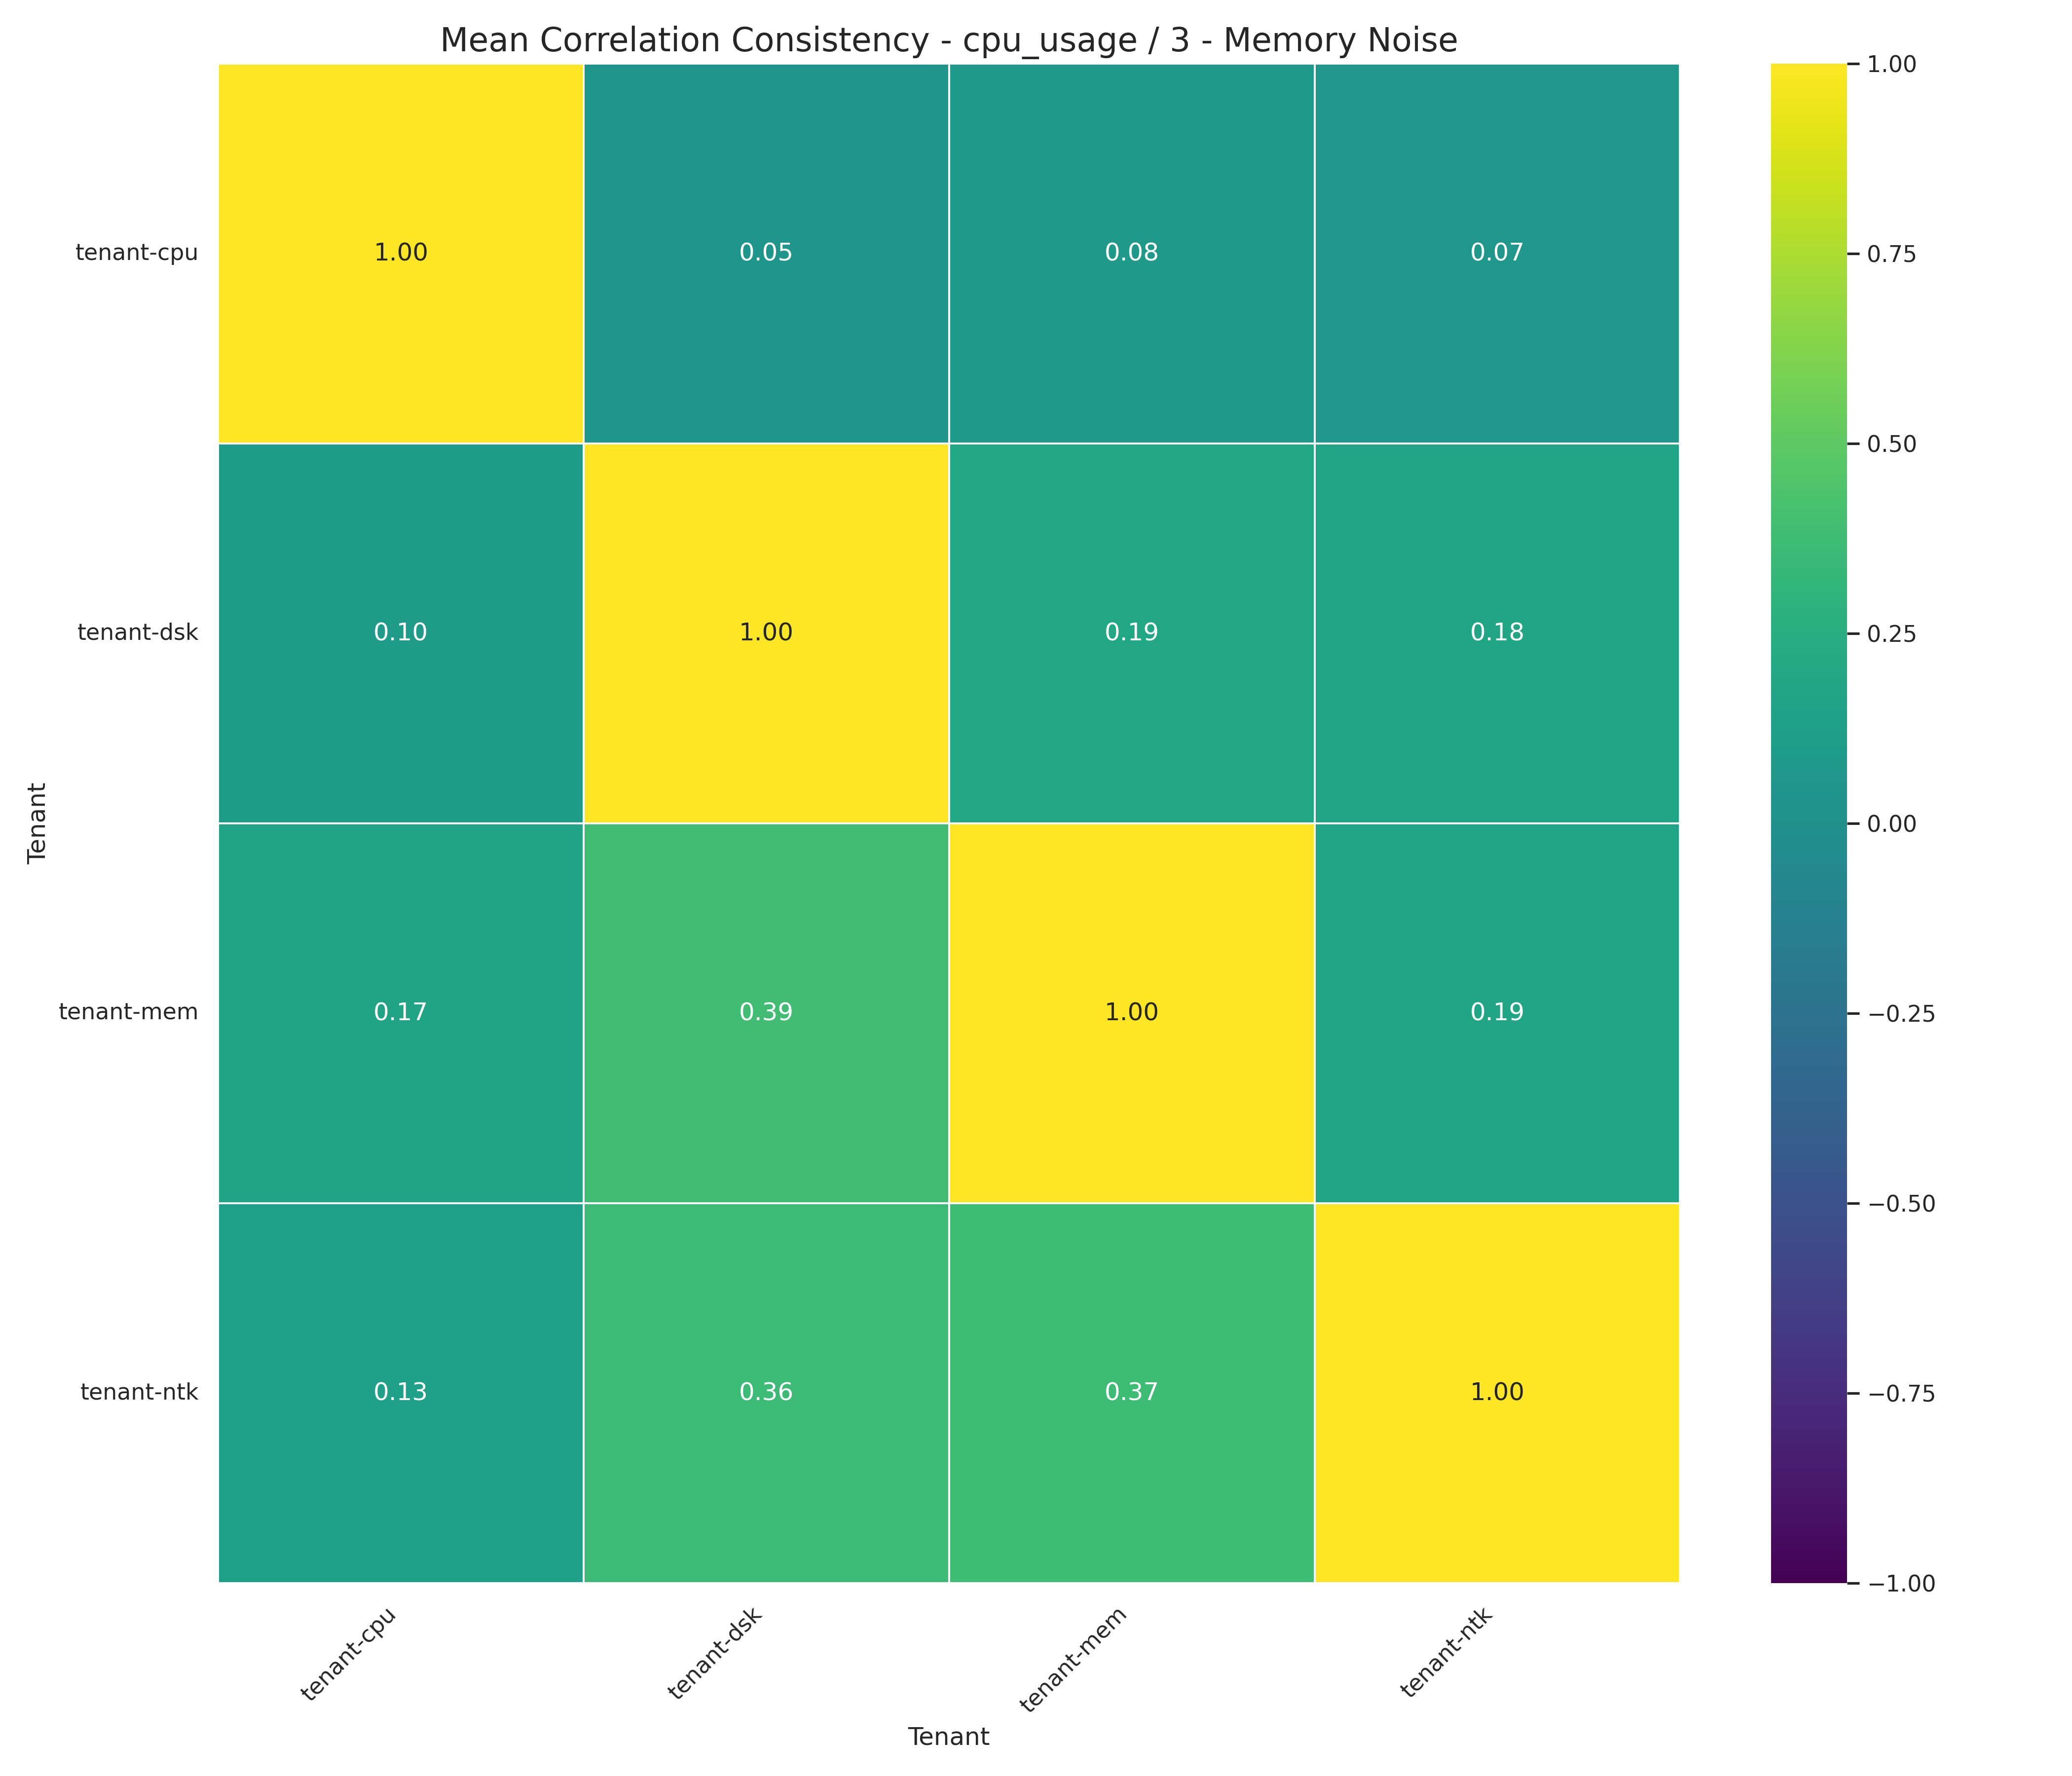 Mean Correlation Consistency - cpu_usage / 3 - Memory Noise
Tenant
tenant-cpu
1.00 0.05 0.08 0.07
tenant-dsk
0.10 1.00 0.19 0.18
tenant-mem
0.17 0.39 1.00 0.19
tenant-ntk
0.13 0.36 0.37 1.00
tenant-cpu
tenant-dsk
tenant-mem
tenant-ntk
Tenant
1.00
0.75
0.50
0.25
0.00
−0.25
−0.50
−0.75
−1.00